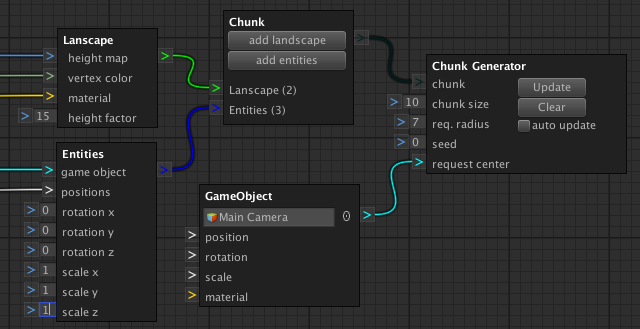 Lanscape
height map
vertex color
material
15 height factor
Entities
game object
positions
0 rotation x
0 rotation y
0 rotation z
1 scale x
1 scale y
1 scale z
Chunk
add landscape
add entities
Lanscape (2)
Entities (3)
GameObject
Main Camera
position
rotation
scale
material
Chunk Generator
chunk Update
10 chunk size Clear
7 req. radius auto update
0 seed
request center